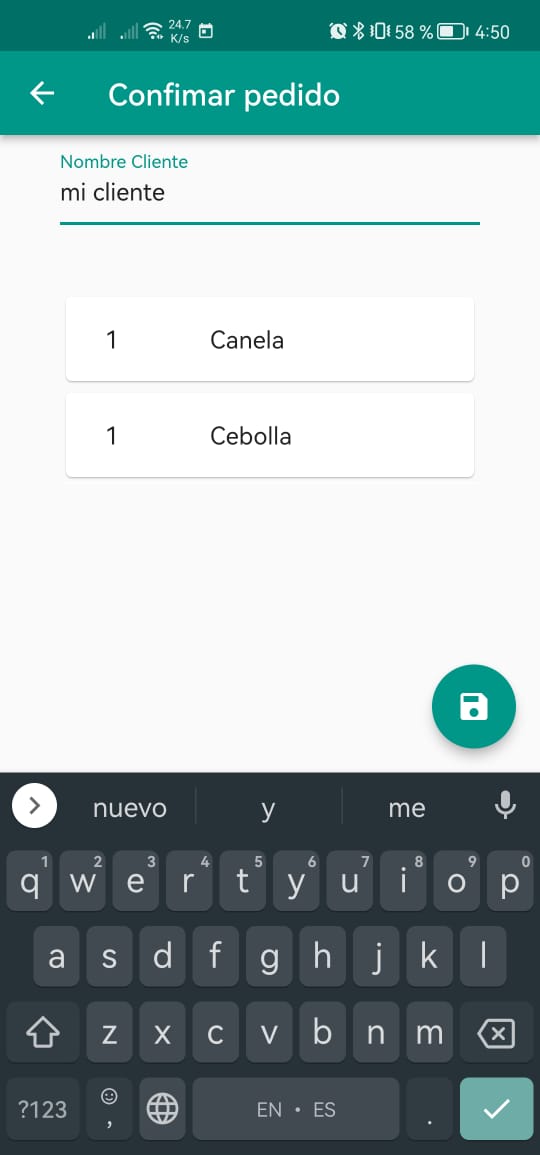 24.7
K/s
58 %
4:50
Confimar pedido
Nombre Cliente
mi cliente
1 Canela
1 Cebolla
nuevo y me
1 2 3 4 5 6 7 8 9 0
q w e r t y u i o p
a s d f g h j k l
z x c v b n m
?123 , EN • ES .